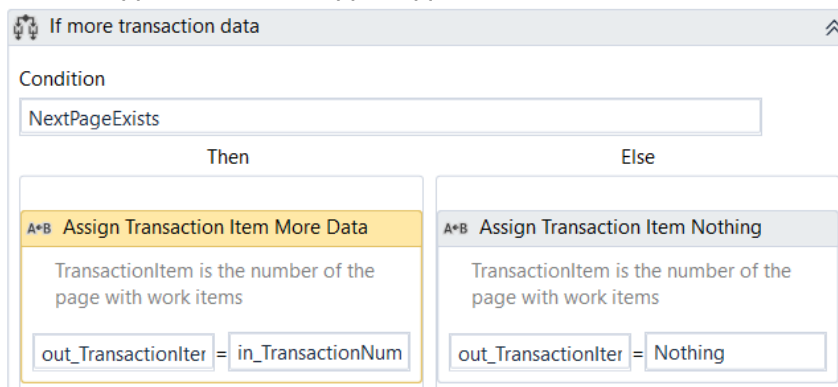 If more transaction data
Condition
NextPageExists
Then
Else
A+B Assign Transaction Item More Data
TransactionItem is the number of the
page with work items
out_TransactionIter = in_TransactionNum
A+B Assign Transaction Item Nothing
TransactionItem is the number of the
page with work items
out_TransactionIter = Nothing